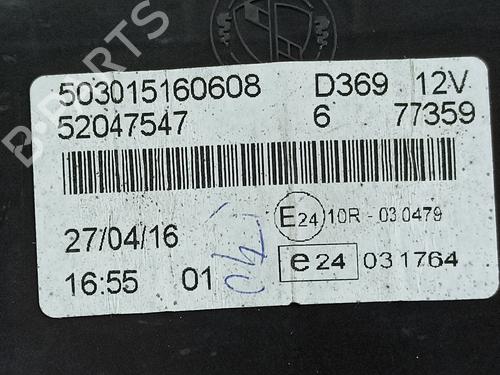 B-PARTS
503015160608 D369 12V
52047547 6 77359
E24 10R - 03 0479
27/04/16
e24 031764
16:55 01